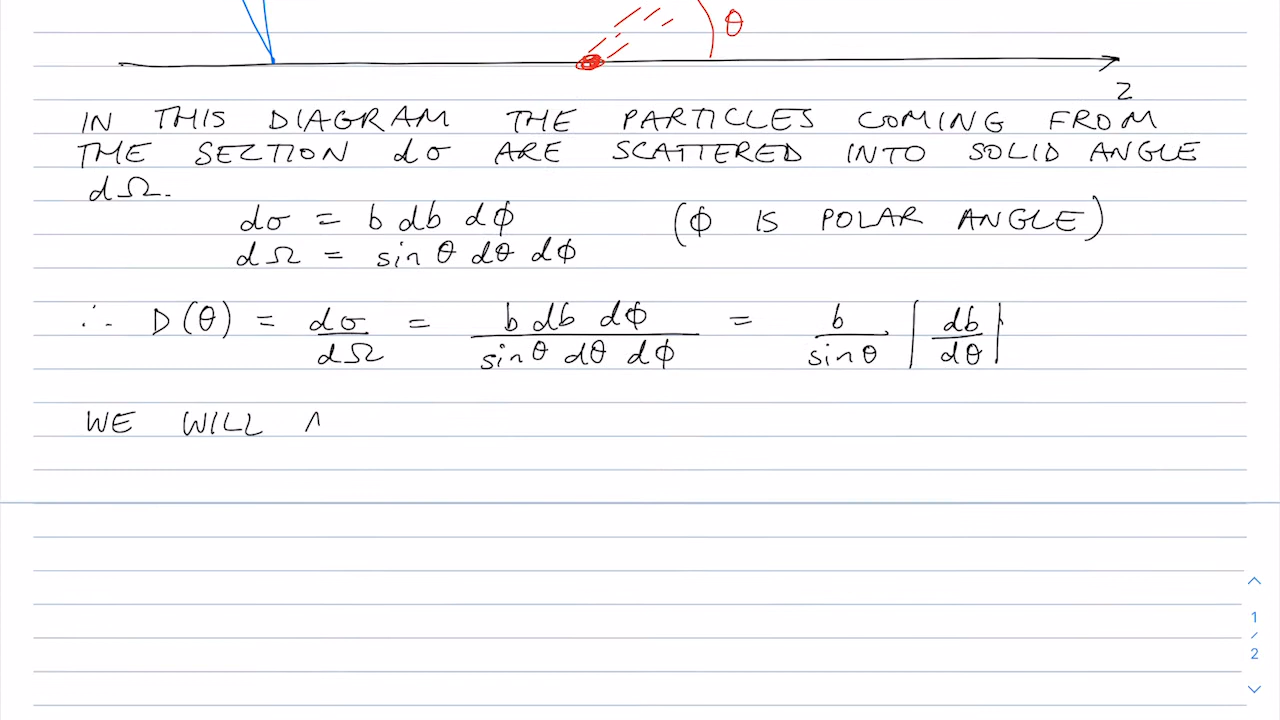 θ
z
IN THIS DIAGRAM THE PARTICLES COMING FROM
THE SECTION dσ ARE SCATTERED INTO SOLID ANGLE
dΩ.
dσ = b db dϕ (ϕ IS POLAR ANGLE)
dΩ = sin θ dθ dϕ
∴ D(θ) = dσ/dΩ = b db dϕ / sin θ dθ dϕ = b/sin θ |db/dθ|
WE WILL
1
/
2